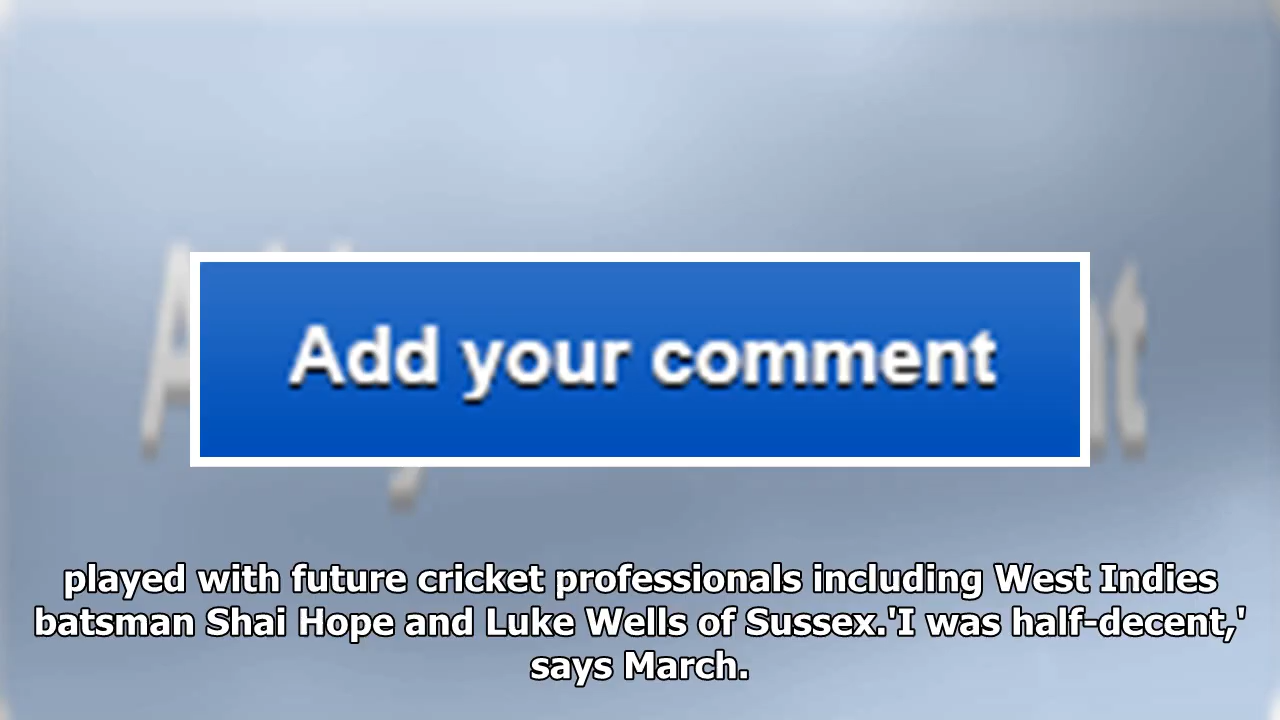 Add your comment
played with future cricket professionals including West Indies
batsman Shai Hope and Luke Wells of Sussex.'I was half-decent,'
says March.